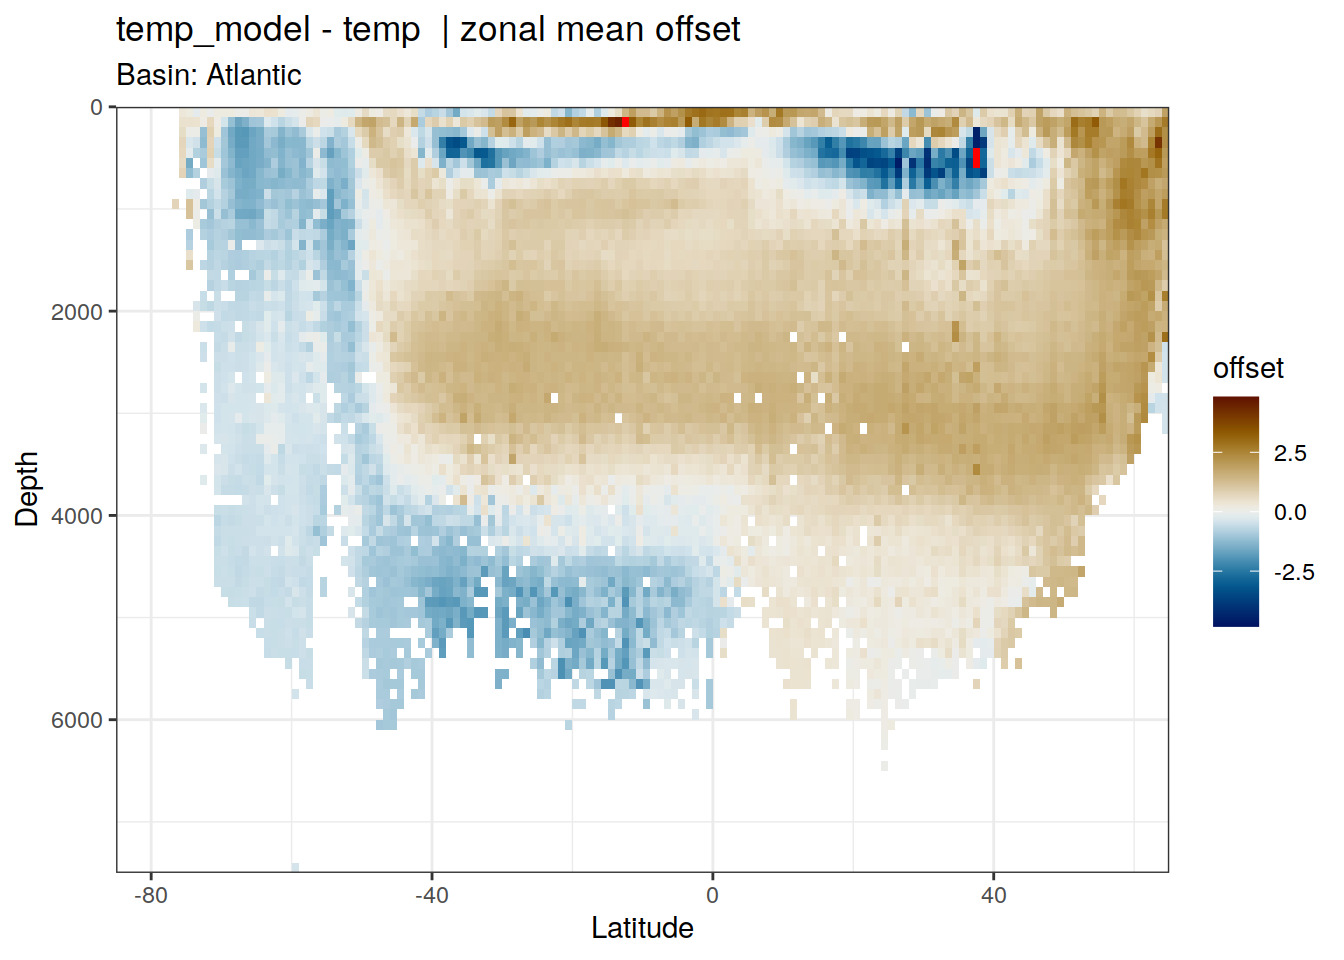 temp_model - temp  | zonal mean offset
Basin: Atlantic
0
2000
4000
6000
Depth
-80
-40
0
40
Latitude
offset
2.5
0.0
-2.5